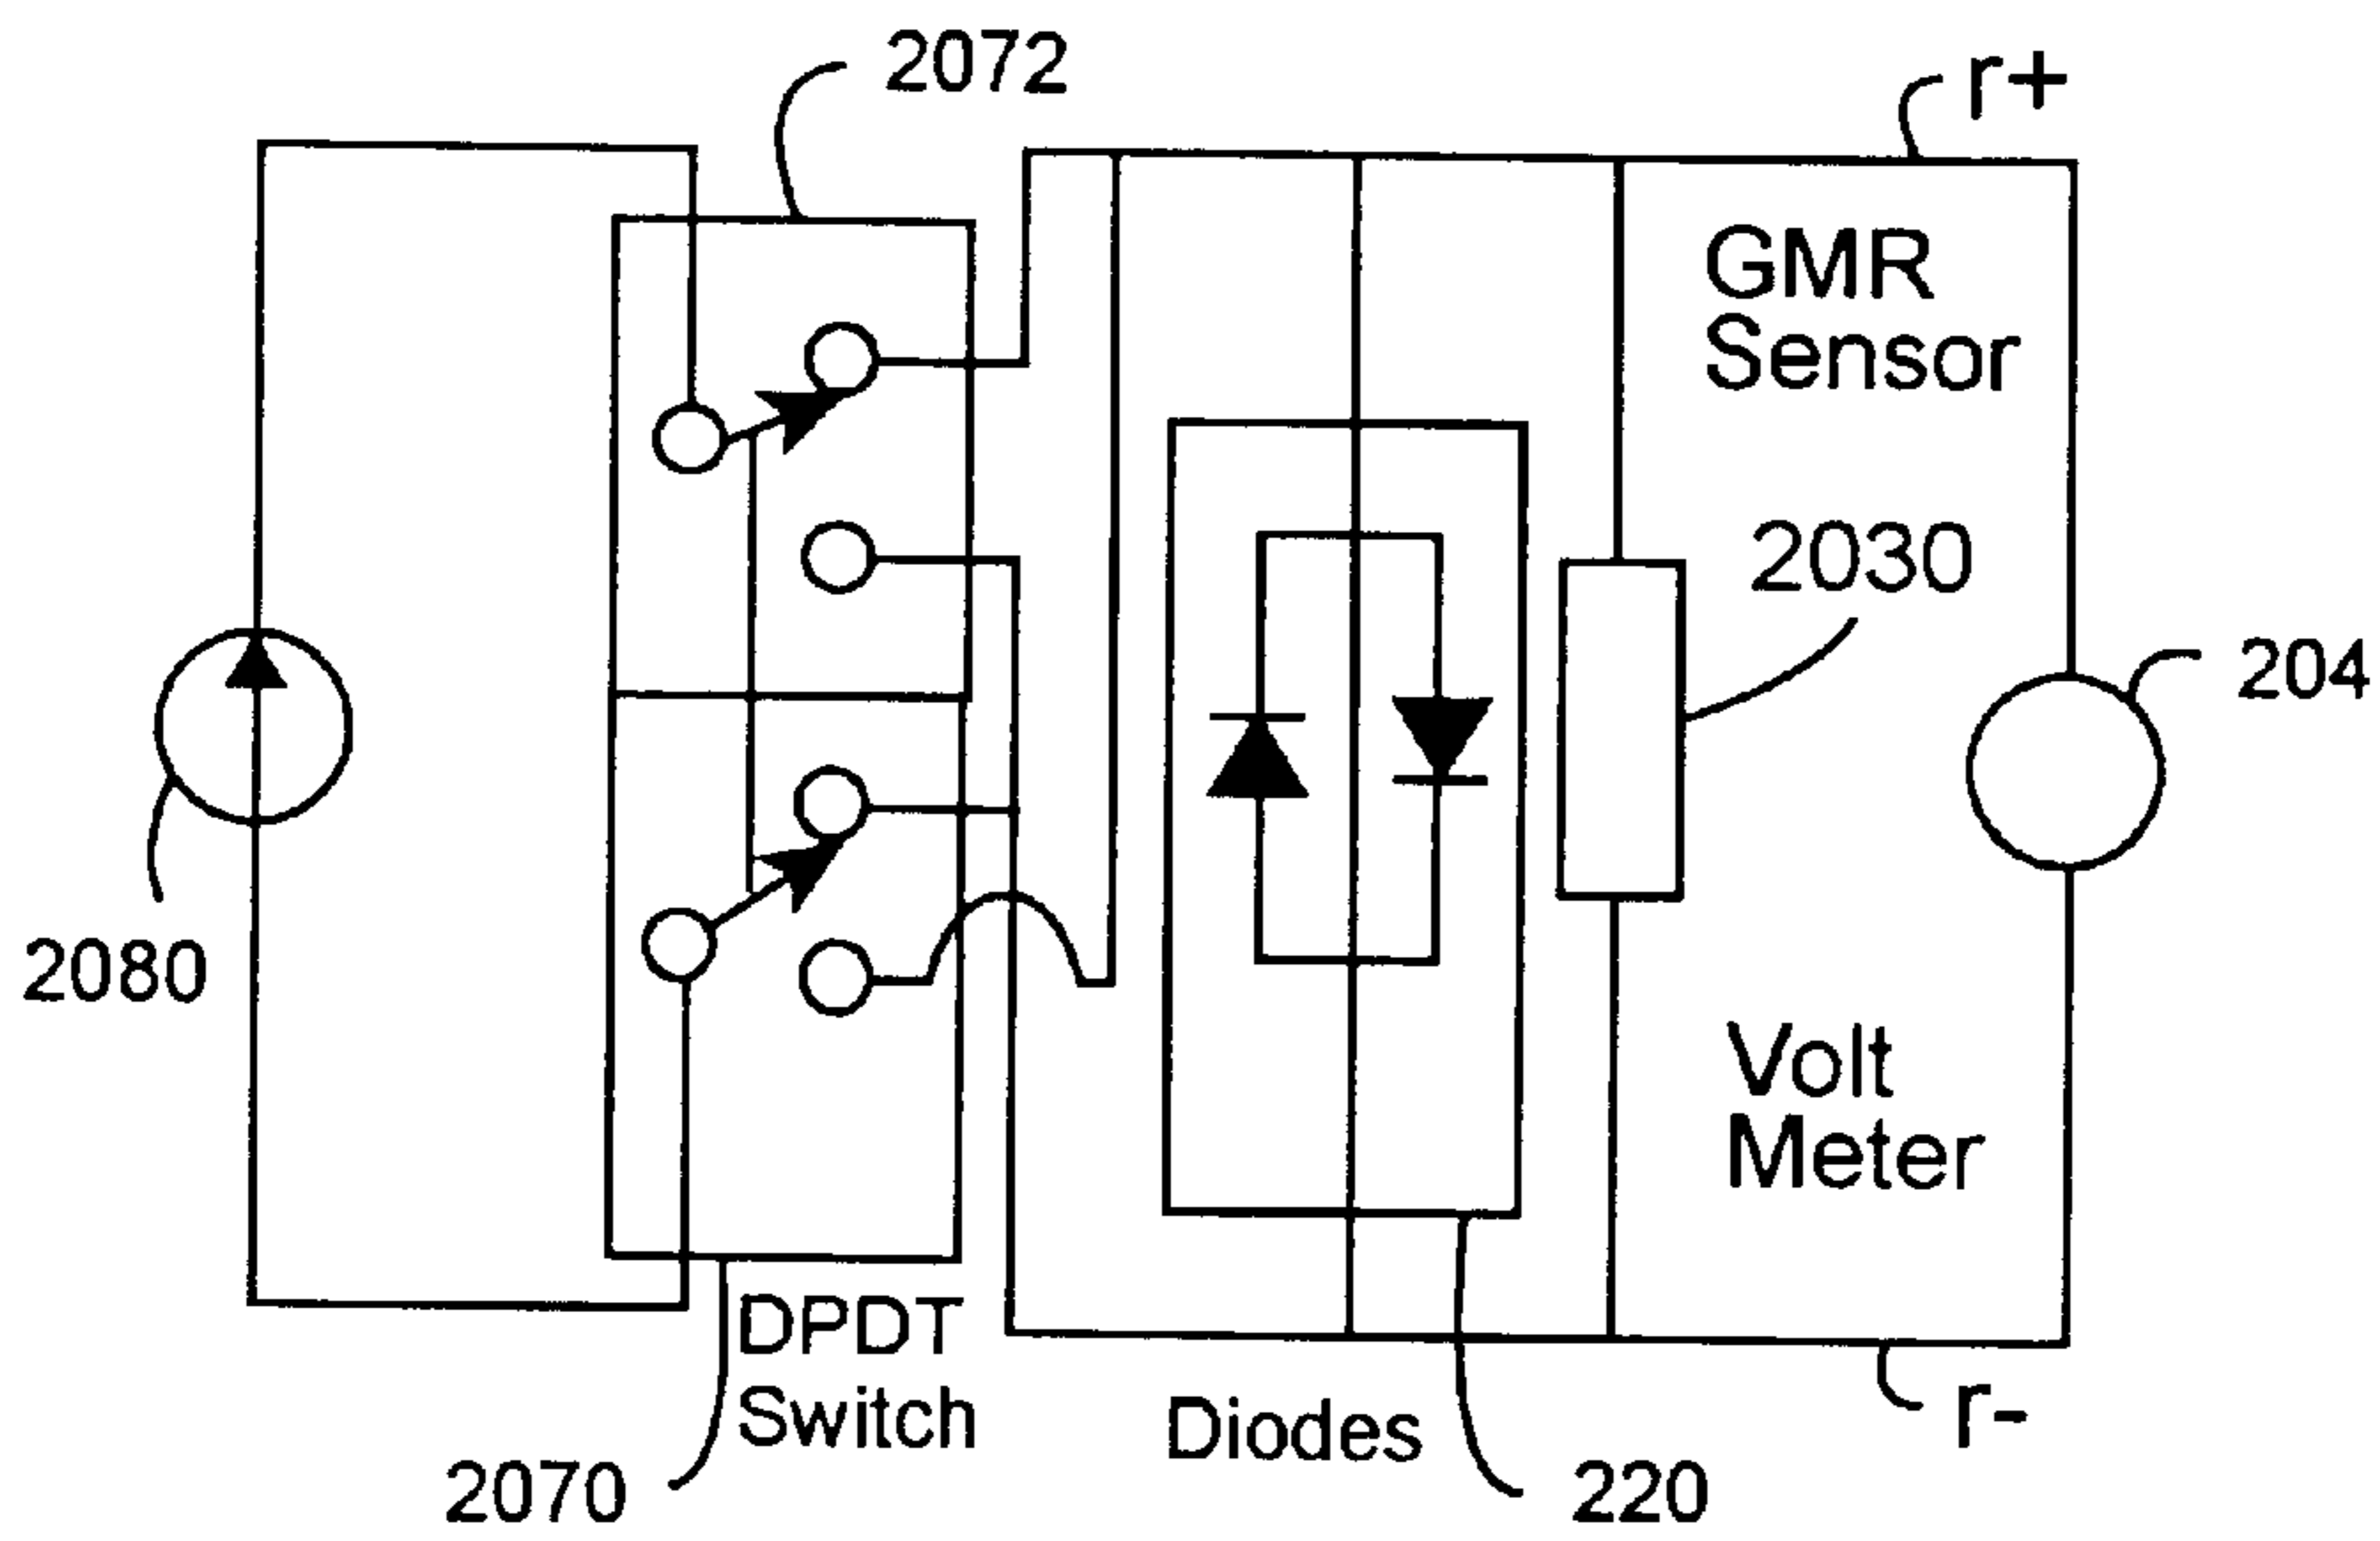 2072
r+
GMR
Sensor
2030
204
2080
Volt
Meter
DPDT
Switch
Diodes
r-
2070
220